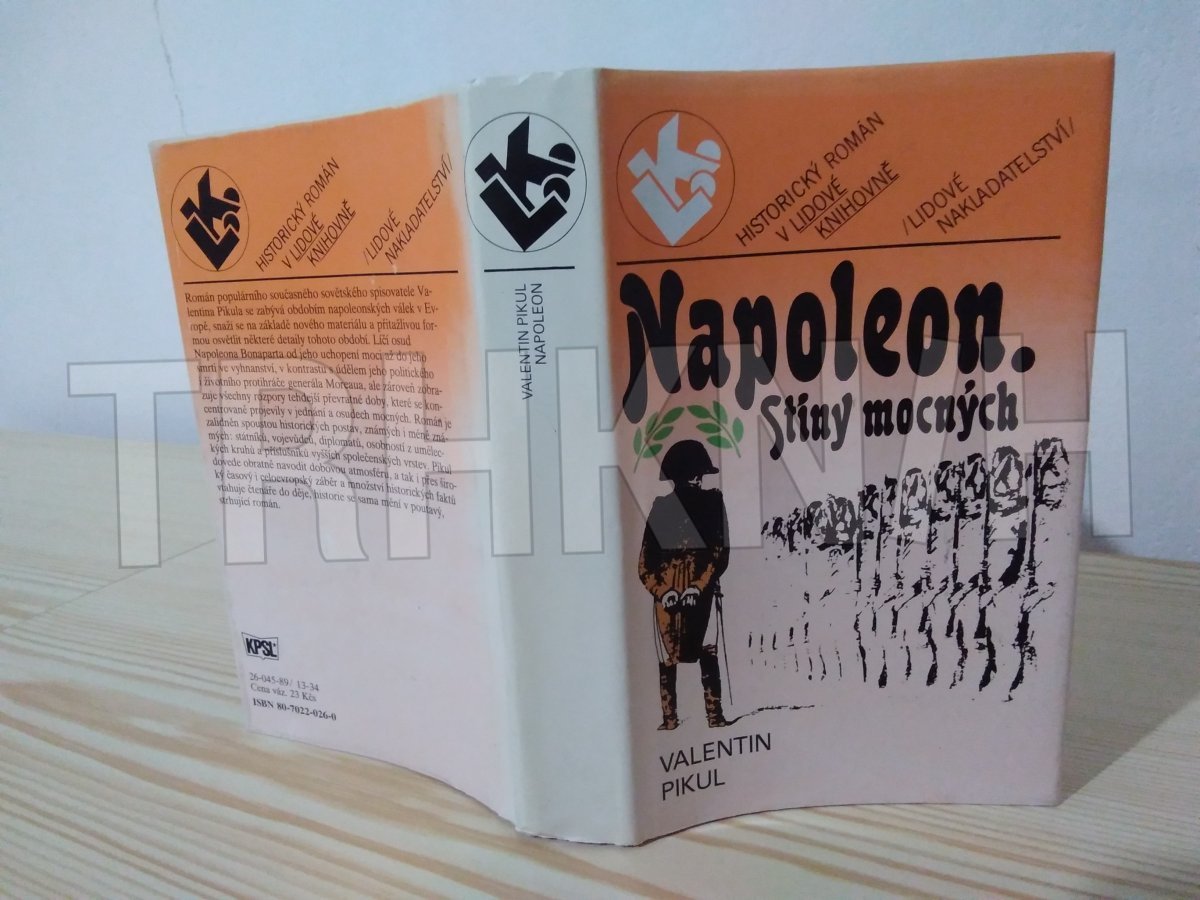 HISTORICKÝ ROMÁN
V LIDOVÉ
KNIHOVNĚ
/LIDOVÉ
NAKLADATELSTVÍ/
Román populárního současného sovětského spisovatele Va-
lentina Pikula se zabývá obdobím napoleonských válek v Ev-
ropě, snaží se na základě nového materiálu a přitažlivou for-
mou osvětlit některé detaily tohoto období. Líčí osud
Napoleona Bonaparta od jeho uchopení moci až do jeho
smrti ve vyhnanství, v kontrastu s údělem jeho politického
i životního protihráče generála Moreaua, ale zároveň zobra-
zuje všechny rozpory tehdejší převratné doby, které se kon-
centrovaně projevily v jednání a osudech mocných. Román je
zalidněn spoustou historických postav, známých i méně zná-
mých: státníků, vojevůdců, diplomatů, osobností z umělec-
kých kruhů a příslušníků vyšších společenských vrstev. Pikul
dovede obratně navodit dobovou atmosféru, a tak i přes širo-
ký časový i celoevropský záběr a množství historických faktů
vtahuje čtenáře do děje, historie se sama mění v poutavý,
strhující román.
KPSL
26-045-89/ 13-34
Cena váz. 23 Kčs
ISBN 80-7022-026-0
VALENTIN PIKUL
NAPOLEON
HISTORICKÝ ROMÁN
V LIDOVÉ
KNIHOVNĚ
/LIDOVÉ
NAKLADATELSTVÍ/
Napoleon.
Stíny mocných
VALENTIN
PIKUL
TRHKNIH